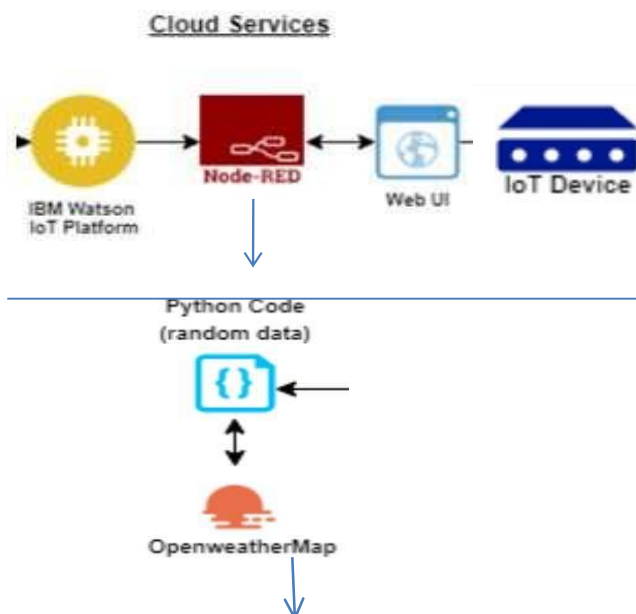 Cloud Services
Node-RED
IBM Watson
IoT Platform
Web UI
IoT Device
Python Code
(random data)
{}
OpenweatherMap